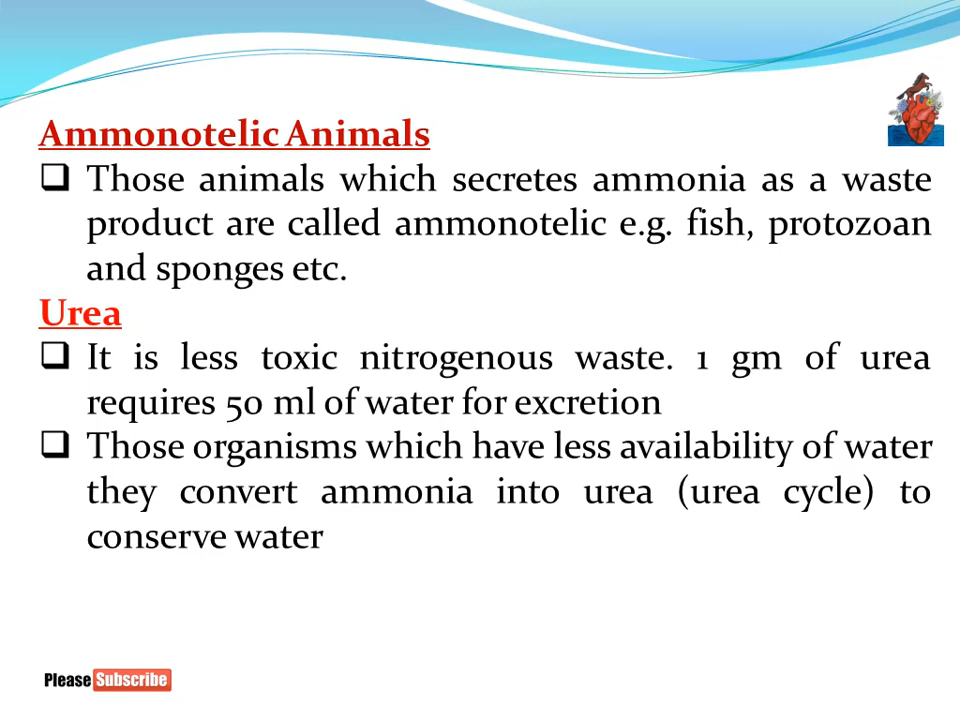 Ammonotelic Animals
❑ Those animals which secretes ammonia as a waste
product are called ammonotelic e.g. fish, protozoan
and sponges etc.
Urea
❑ It is less toxic nitrogenous waste. 1 gm of urea
requires 50 ml of water for excretion
❑ Those organisms which have less availability of water
they convert ammonia into urea (urea cycle) to
conserve water
Please Subscribe